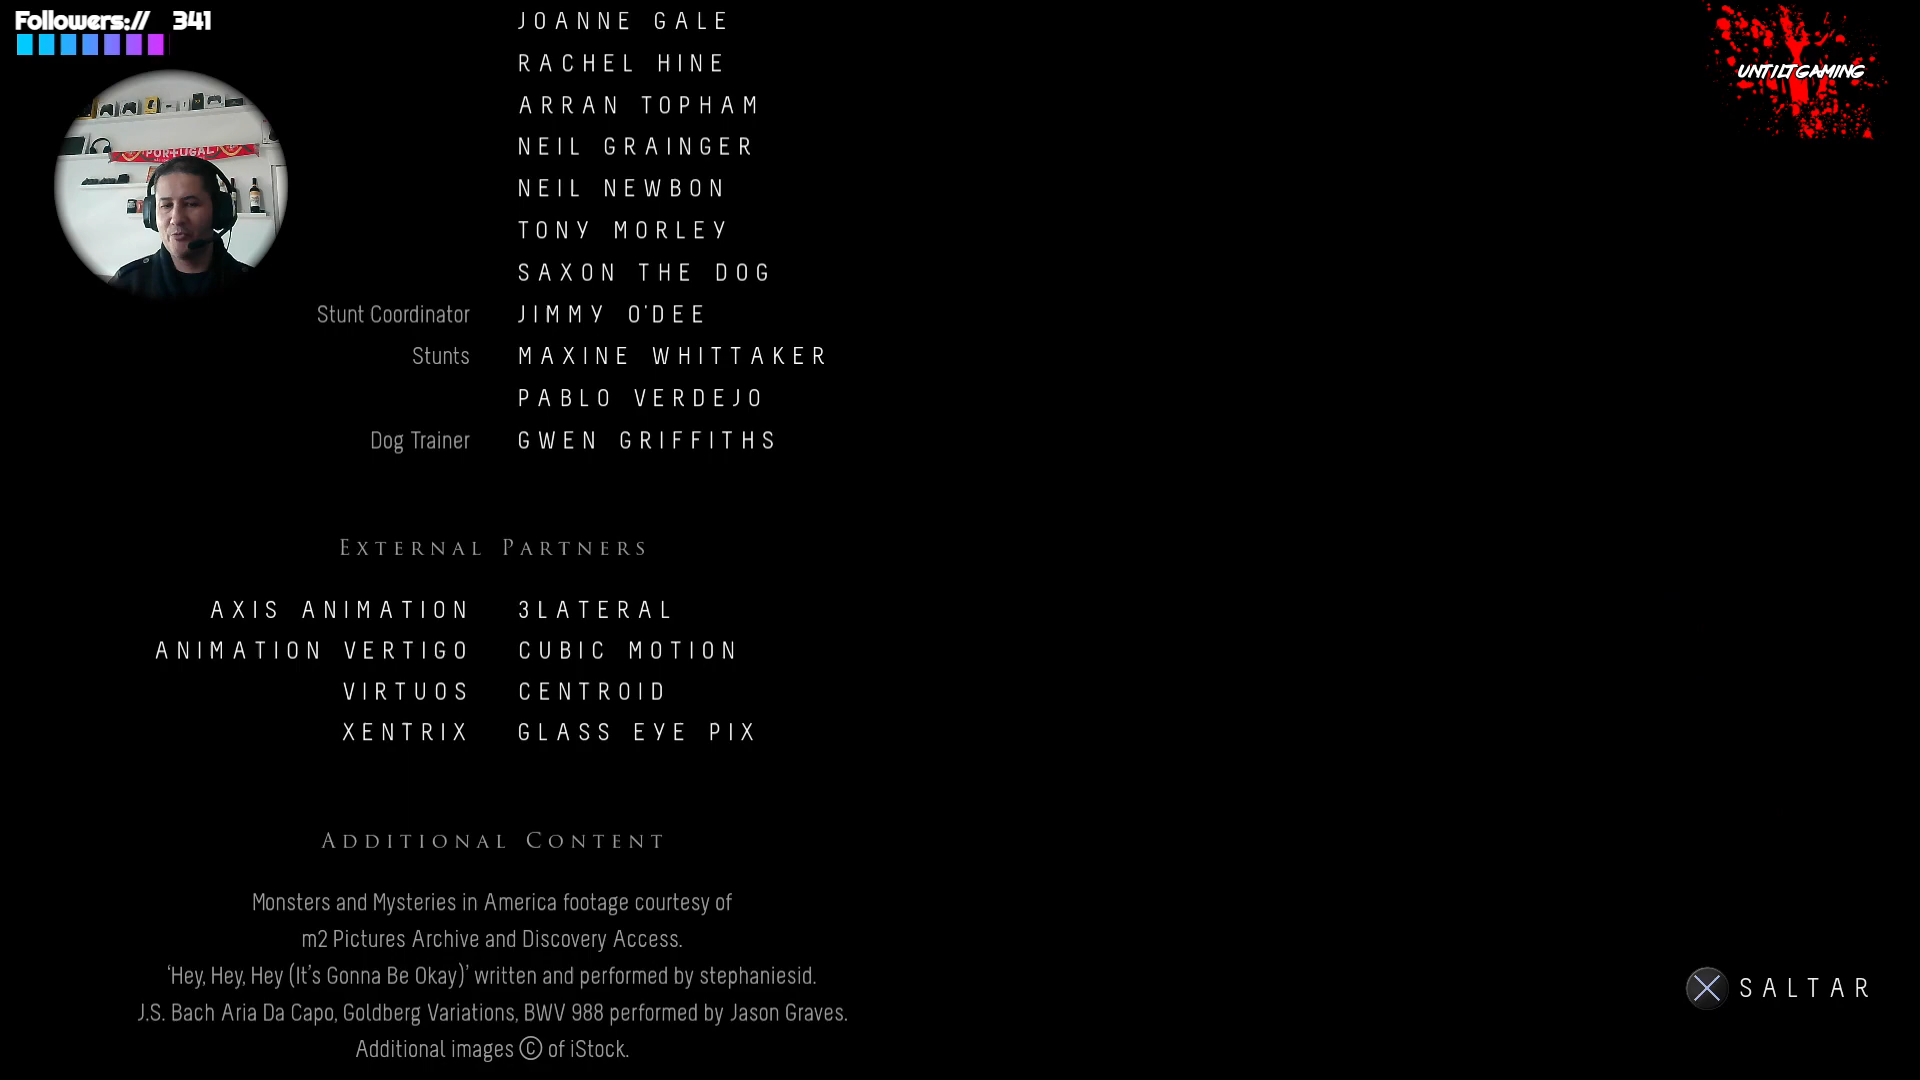 Followers:// 341
UNTILTGAMING
PORTUGAL
JOANNE GALE
RACHEL HINE
ARRAN TOPHAM
NEIL GRAINGER
NEIL NEWBON
TONY MORLEY
SAXON THE DOG
Stunt Coordinator JIMMY O'DEE
Stunts MAXINE WHITTAKER
PABLO VERDEJO
Dog Trainer GWEN GRIFFITHS
EXTERNAL PARTNERS
AXIS ANIMATION 3LATERAL
ANIMATION VERTIGO CUBIC MOTION
VIRTUOS CENTROID
XENTRIX GLASS EYE PIX
ADDITIONAL CONTENT
Monsters and Mysteries in America footage courtesy of
m2 Pictures Archive and Discovery Access.
‘Hey, Hey, Hey (It’s Gonna Be Okay)’ written and performed by stephaniesid.
J.S. Bach Aria Da Capo, Goldberg Variations, BWV 988 performed by Jason Graves.
Additional images © of iStock.
SALTAR